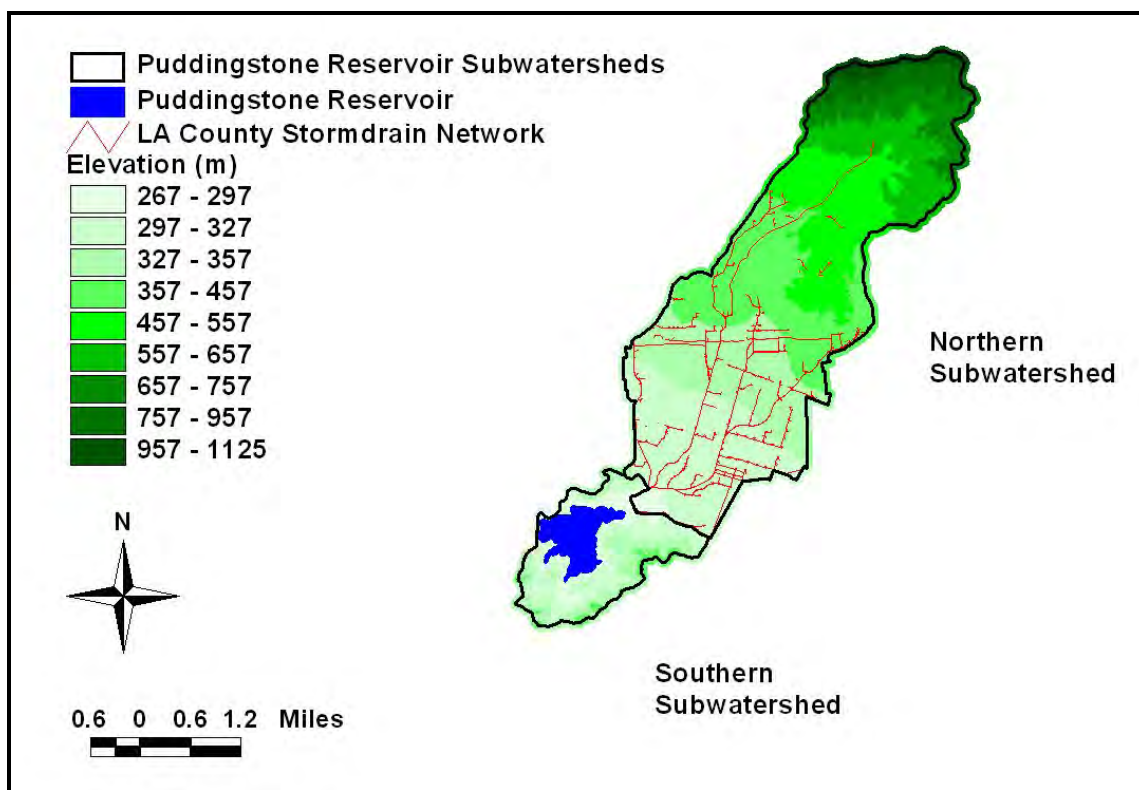 Puddingstone Reservoir Subwatersheds
Puddingstone Reservoir
LA County Stormdrain Network
Elevation (m)
267 - 297
297 - 327
327 - 357
357 - 457
457 - 557
557 - 657
657 - 757
757 - 957
957 - 1125
Northern
Subwatershed
N
Southern
Subwatershed
0.6 0 0.6 1.2 Miles